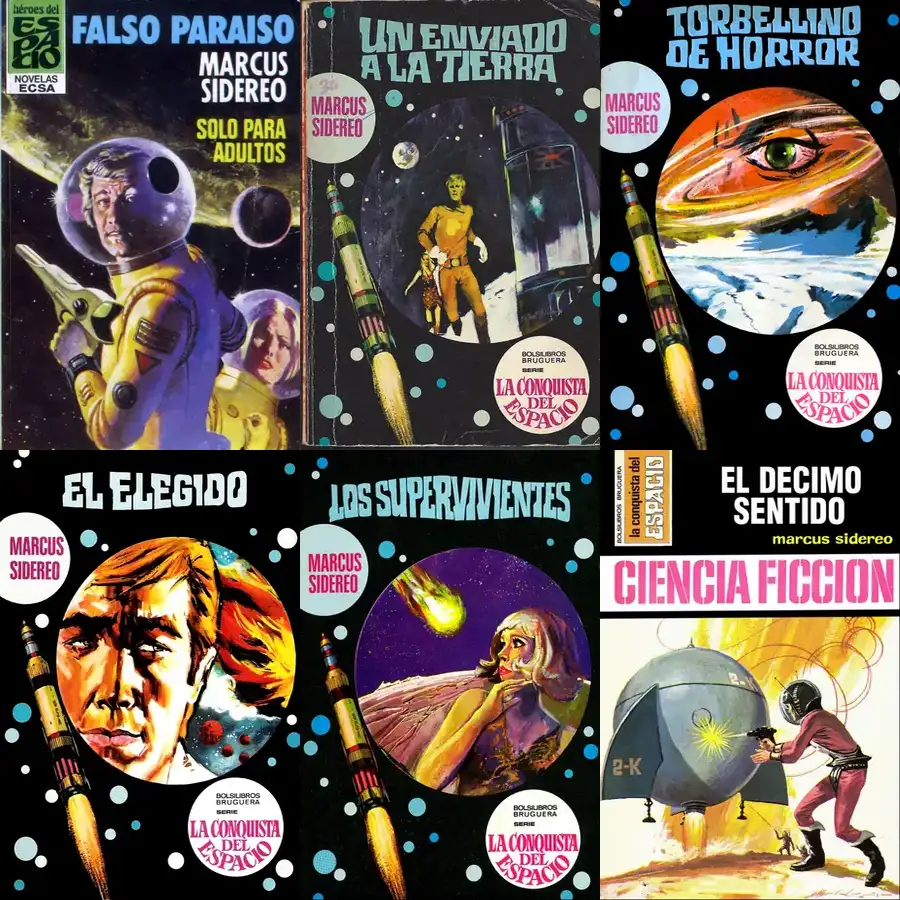 héroes del
ESPACIO
NOVELAS
ECSA
FALSO PARAISO
MARCUS
SIDEREO
SOLO PARA
ADULTOS
UN ENVIADO
A LA TIERRA
MARCUS
SIDEREO
BOLSILIBROS
BRUGUERA
SERIE
LA CONQUISTA
DEL
ESPACIO
TORBELLINO
DE HORROR
MARCUS
SIDEREO
BOLSILIBROS
BRUGUERA
SERIE
LA CONQUISTA
DEL
ESPACIO
EL ELEGIDO
MARCUS
SIDEREO
BOLSILIBROS
BRUGUERA
SERIE
LA CONQUISTA
DEL
ESPACIO
LOS SUPERVIVIENTES
MARCUS
SIDEREO
BOLSILIBROS
BRUGUERA
SERIE
LA CONQUISTA
DEL
ESPACIO
BOLSILIBROS BRUGUERA
la conquista del
ESPACIO
EL DECIMO
SENTIDO
marcus sidereo
CIENCIA FICCION
2-K